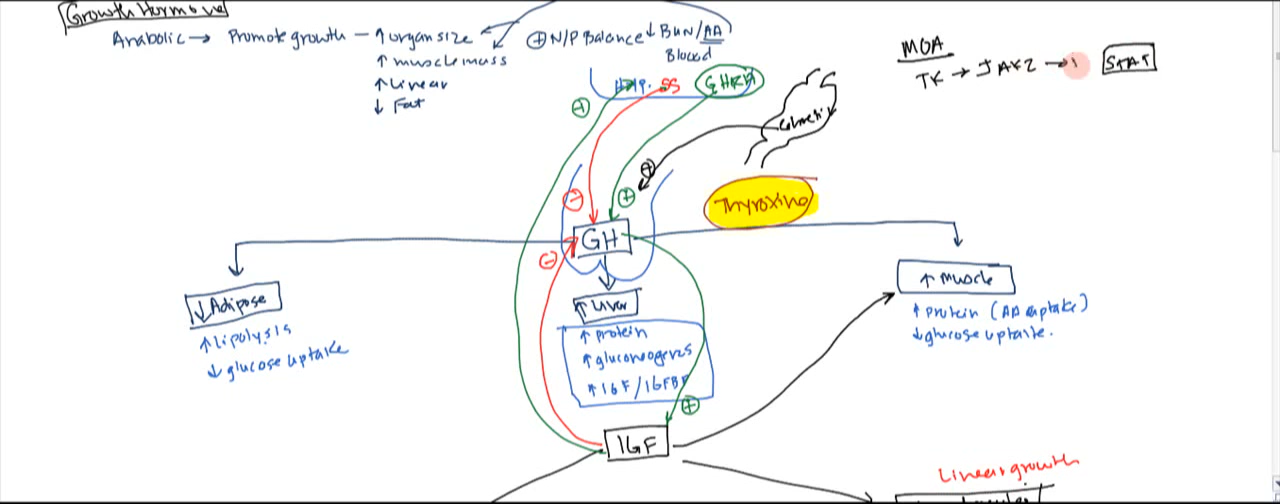 Growth Hormone
Anabolic → Promote growth – ↑ organ size
↑ muscle mass
↑ Linear
↓ Fat
⊕ N/P Balance ↓ BUN/AA
Blood
Hyp. SS GHRH
MOA
TK → JAK2 → STAT
⊕
⊖
⊕
⊕
Thyroxine
GH
⊖
↓ Adipose
↑ lipolysis
↓ glucose uptake
↑ Liver
↑ protein
↑ gluconeogenesis
↑ IGF/IGFBP
↑ Muscle
↑ protein (AA uptake)
↓ glucose uptake.
⊕
IGF
Linear growth